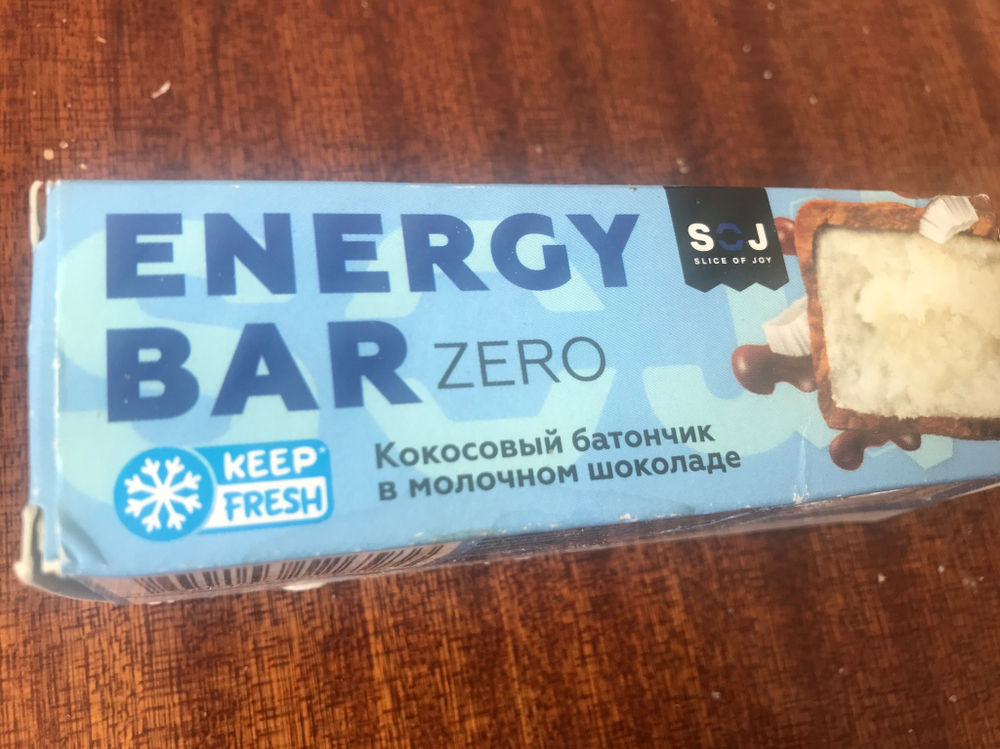 ENERGY
BAR ZERO
SOJ
SLICE OF JOY
KEEP
FRESH
Кокосовый батончик
в молочном шоколаде